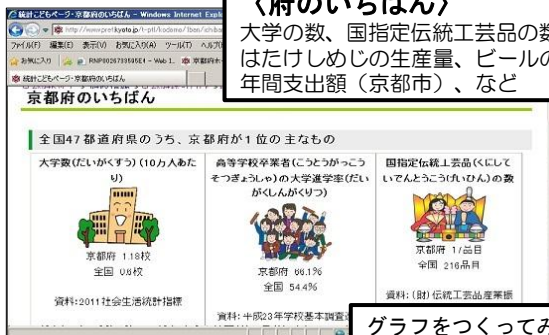 統計こどもページ・京都府のいちばん - Windows Internet Expl
〈府のいちばん〉
大学の数、国指定伝統工芸品の数
はたけしめじの生産量、ビールの
年間支出額（京都市）、など
ファイル(F) 編集(E) 表示(V) お気に入り(A) ツール(T)
お気に入り
統計こどもページ・京都府のいちばん
京都府のいちばん
全国47都道府県のうち、京都府が1位の主なもの
大学数(だいがくすう)(10万人あたり)
京都府 1.18校
全国 0.6校
資料:2011社会生活統計指標
高等学校卒業者(こうとうがっこうそつぎょうしゃ)の大学進学率(だいがくしんがくりつ)
京都府 66.1%
全国 54.4%
資料:平成23年学校基本調査
国指定伝統工芸品(くにしていでんとうこうげいひん)の数
京都府 17品目
全国 216品目
資料:(財)伝統工芸品産業振
グラフをつくってみ